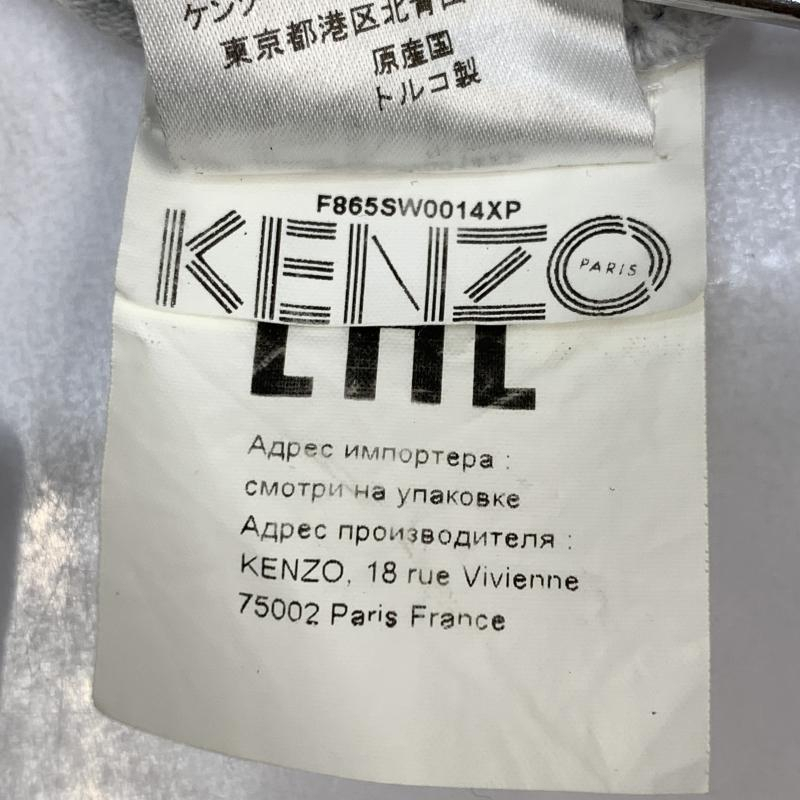 東京都港区北青山
原産国
トルコ製
F865SW0014XP
KENZO
PARIS
EAC
Адрес импортера :
смотри на упаковке
Адрес производителя :
KENZO, 18 rue Vivienne
75002 Paris France